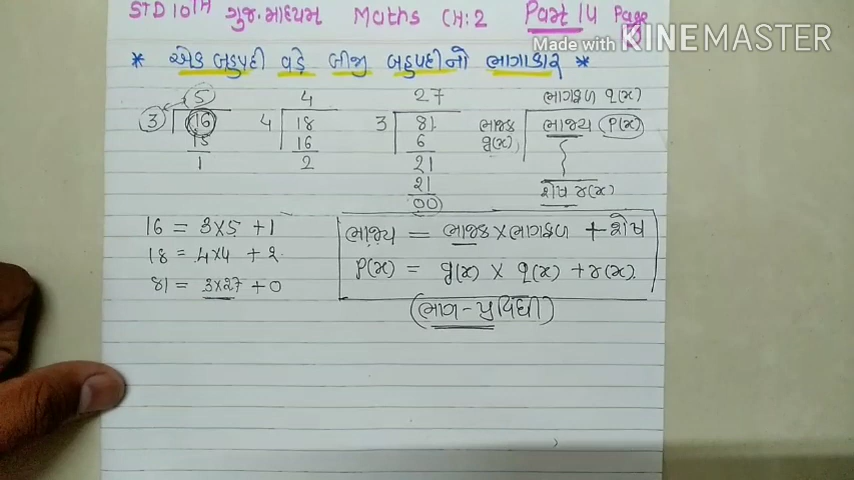 STD 10TH ગુજ. માધ્યમ Maths CH:2 Part 14 Page
Made with KINEMASTER
* એક બહુપદી વડે બીજી બહુપદીનો ભાગાકાર *
5 4 27 ભાગફળ q(x)
3 16 4 18 3 81 ભાજક ભાજ્ય P(x)
15 16 6 g(x)
1 2 21
21 શેષ r(x)
00
16 = 3x5 + 1
18 = 4x4 + 2
81 = 3x27 + 0
ભાજ્ય = ભાજક x ભાગફળ + શેષ
P(x) = g(x) x q(x) + r(x).
(ભાગ - પ્રવિધી)